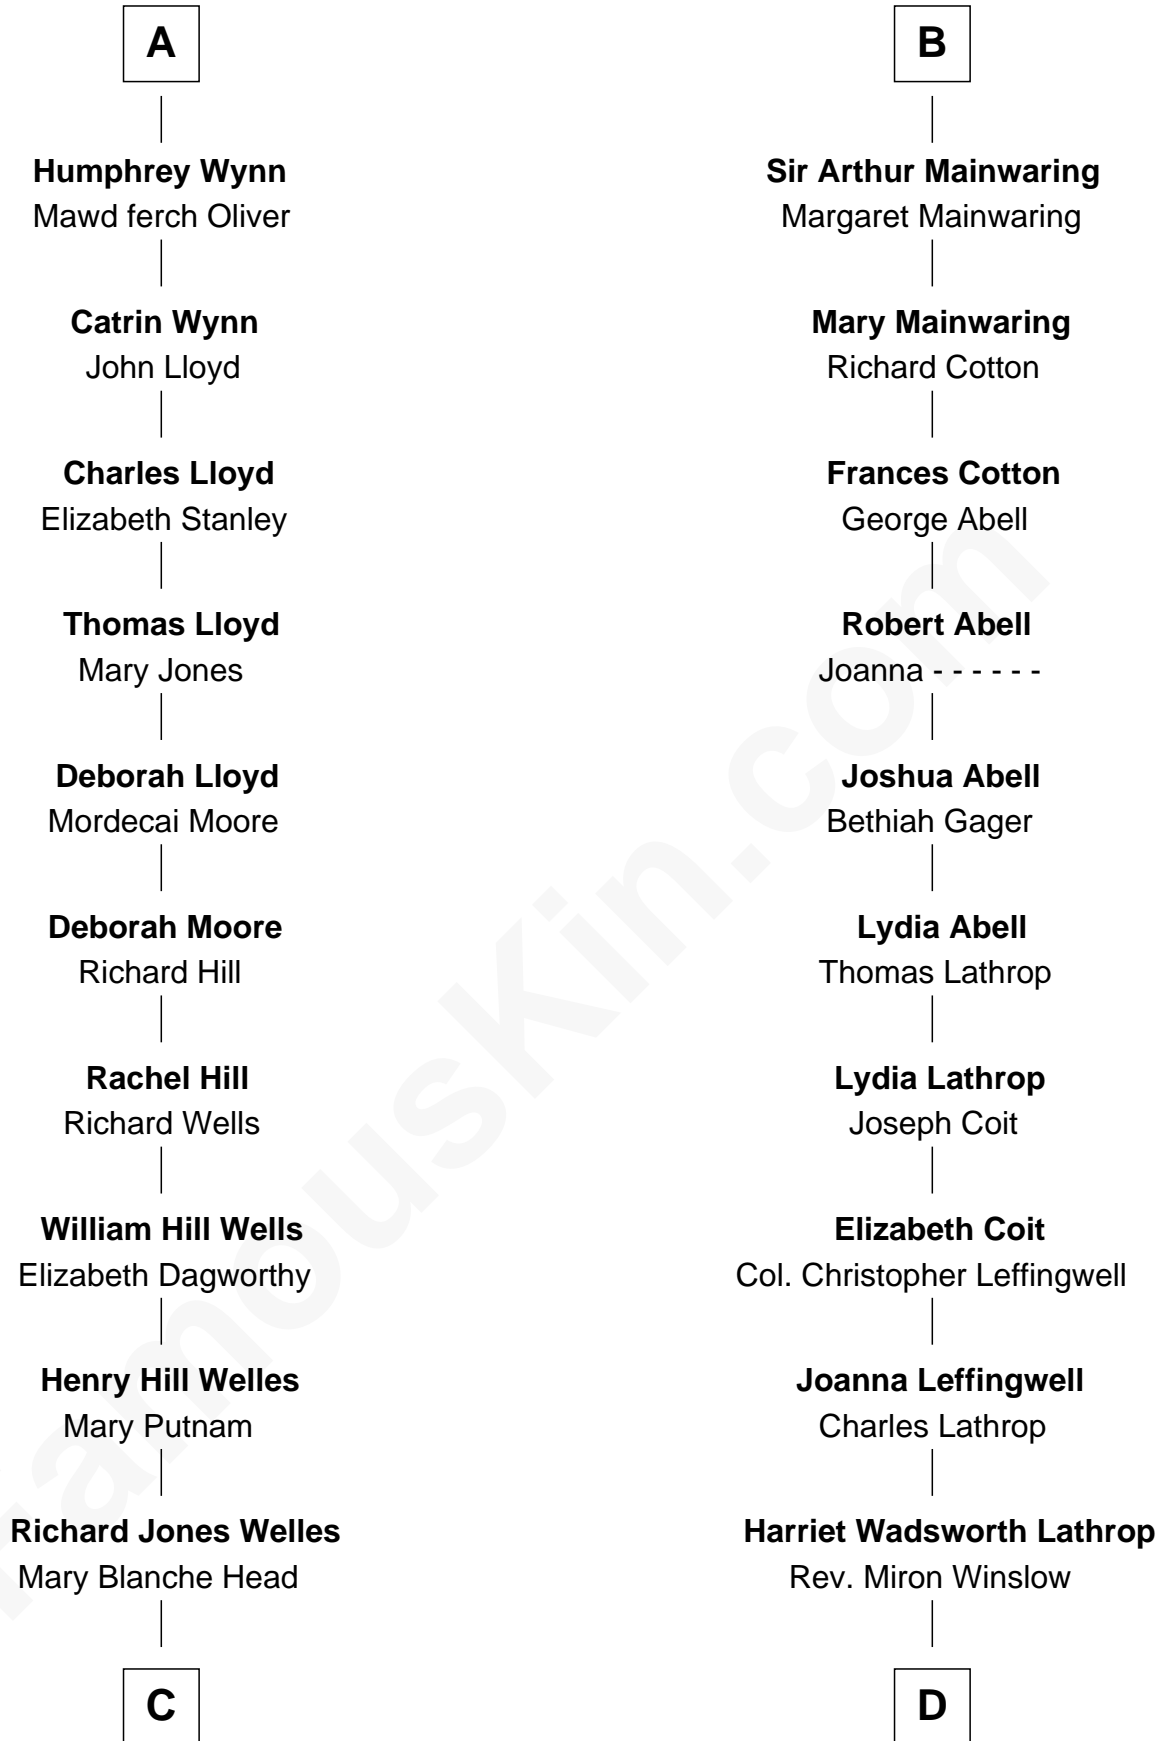 A
Humphrey Wynn
Mawd ferch Oliver
Catrin Wynn
John Lloyd
Charles Lloyd
Elizabeth Stanley
Thomas Lloyd
Mary Jones
Deborah Lloyd
Mordecai Moore
Deborah Moore
Richard Hill
Rachel Hill
Richard Wells
William Hill Wells
Elizabeth Dagworthy
Henry Hill Welles
Mary Putnam
Richard Jones Welles
Mary Blanche Head
C
B
Sir Arthur Mainwaring
Margaret Mainwaring
Mary Mainwaring
Richard Cotton
Frances Cotton
George Abell
Robert Abell
Joanna - - - - - -
Joshua Abell
Bethiah Gager
Lydia Abell
Thomas Lathrop
Lydia Lathrop
Joseph Coit
Elizabeth Coit
Col. Christopher Leffingwell
Joanna Leffingwell
Charles Lathrop
Harriet Wadsworth Lathrop
Rev. Miron Winslow
D
FamousKin.com